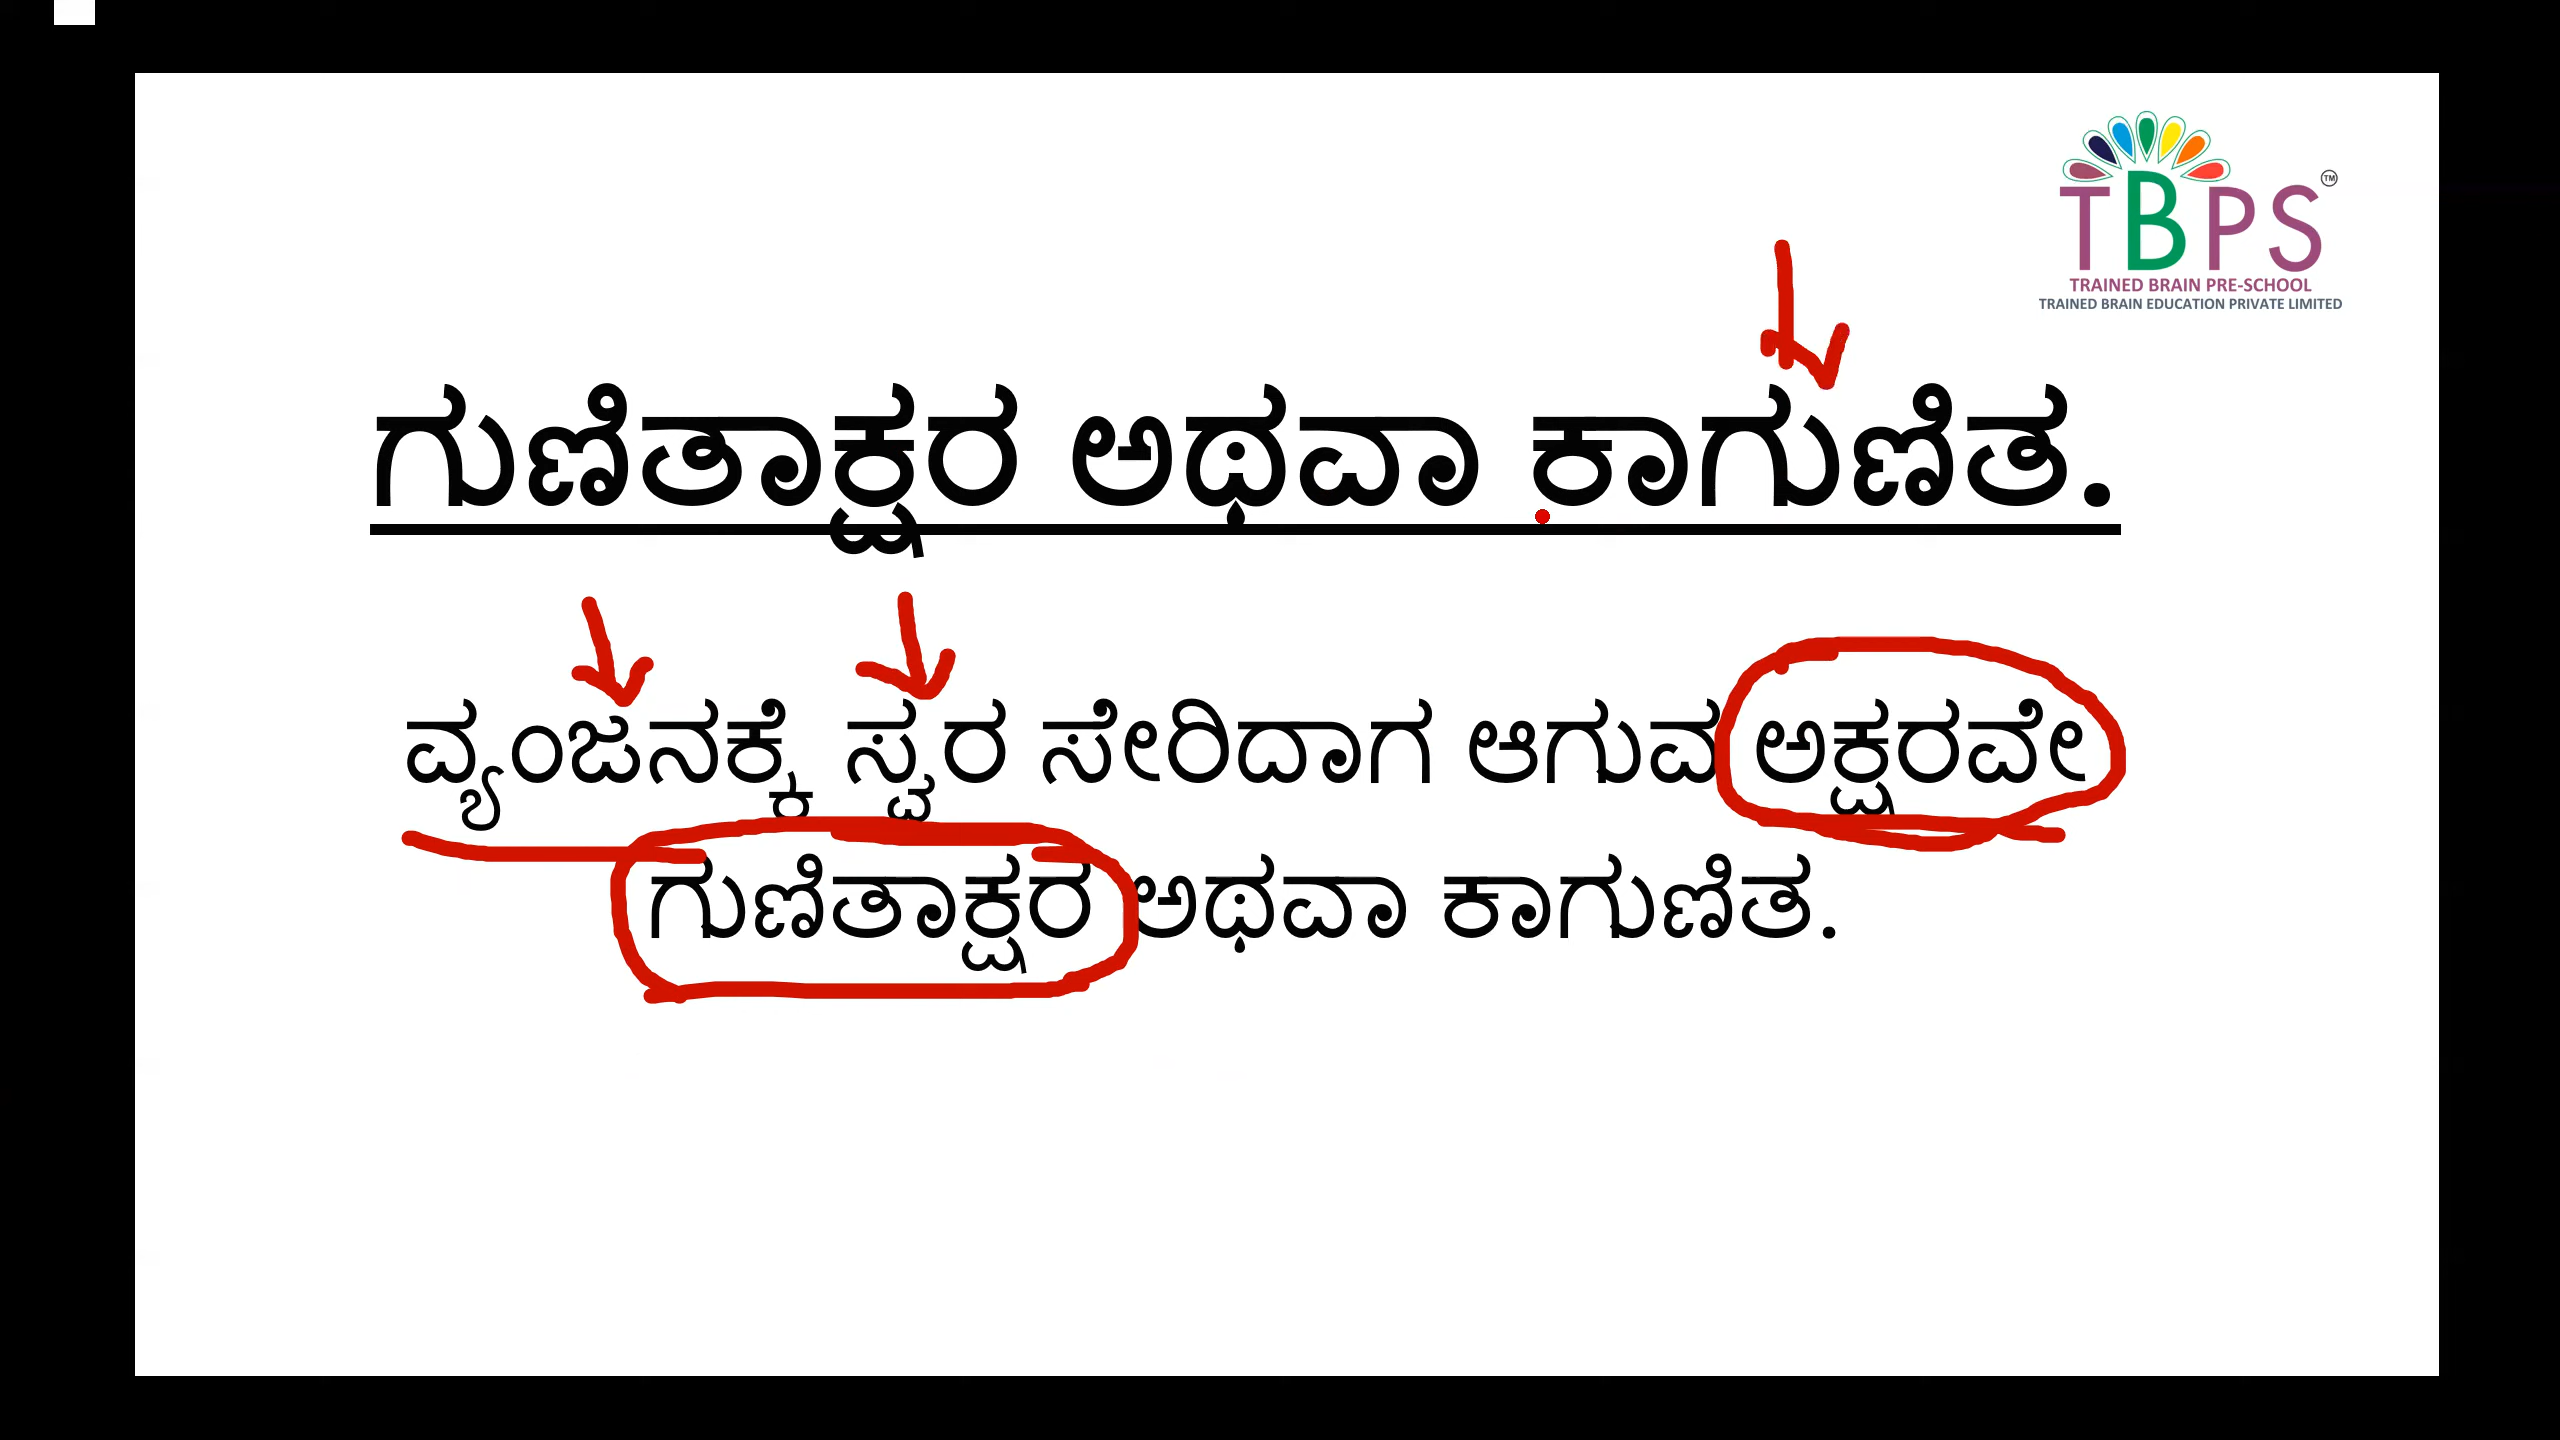 TBPS
TM
TRAINED BRAIN PRE-SCHOOL
TRAINED BRAIN EDUCATION PRIVATE LIMITED
ಗುಣಿತಾಕ್ಷರ ಅಥವಾ ಕಾಗುಣಿತ.
ವ್ಯಂಜನಕ್ಕೆ ಸ್ವರ ಸೇರಿದಾಗ ಆಗುವ ಅಕ್ಷರವೇ
ಗುಣಿತಾಕ್ಷರ ಅಥವಾ ಕಾಗುಣಿತ.